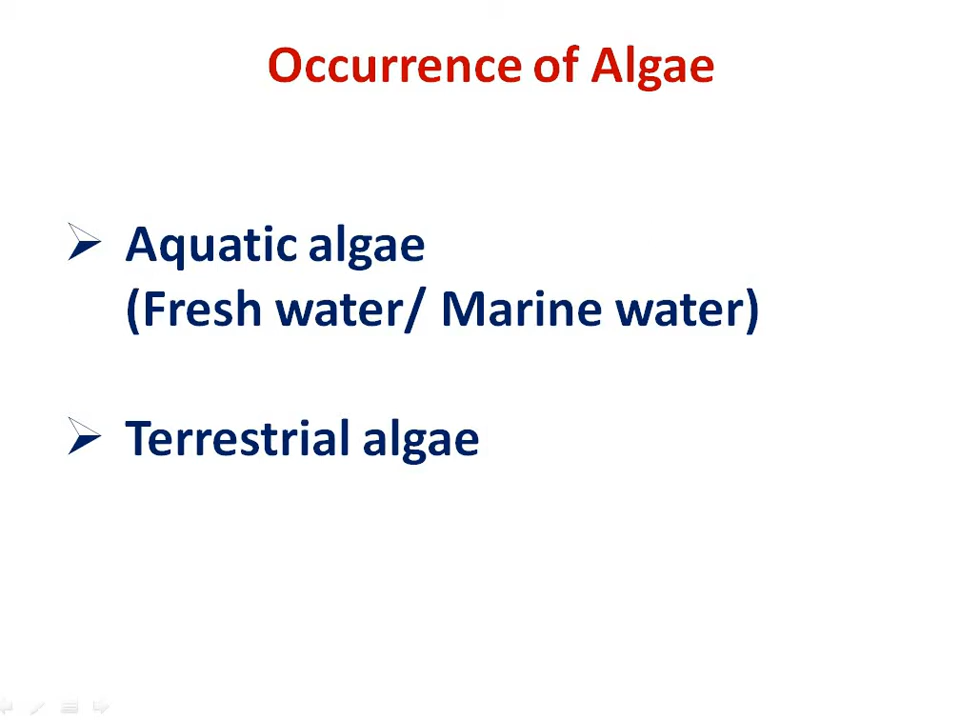 Occurrence of Algae
➢ Aquatic algae
(Fresh water/ Marine water)
➢ Terrestrial algae